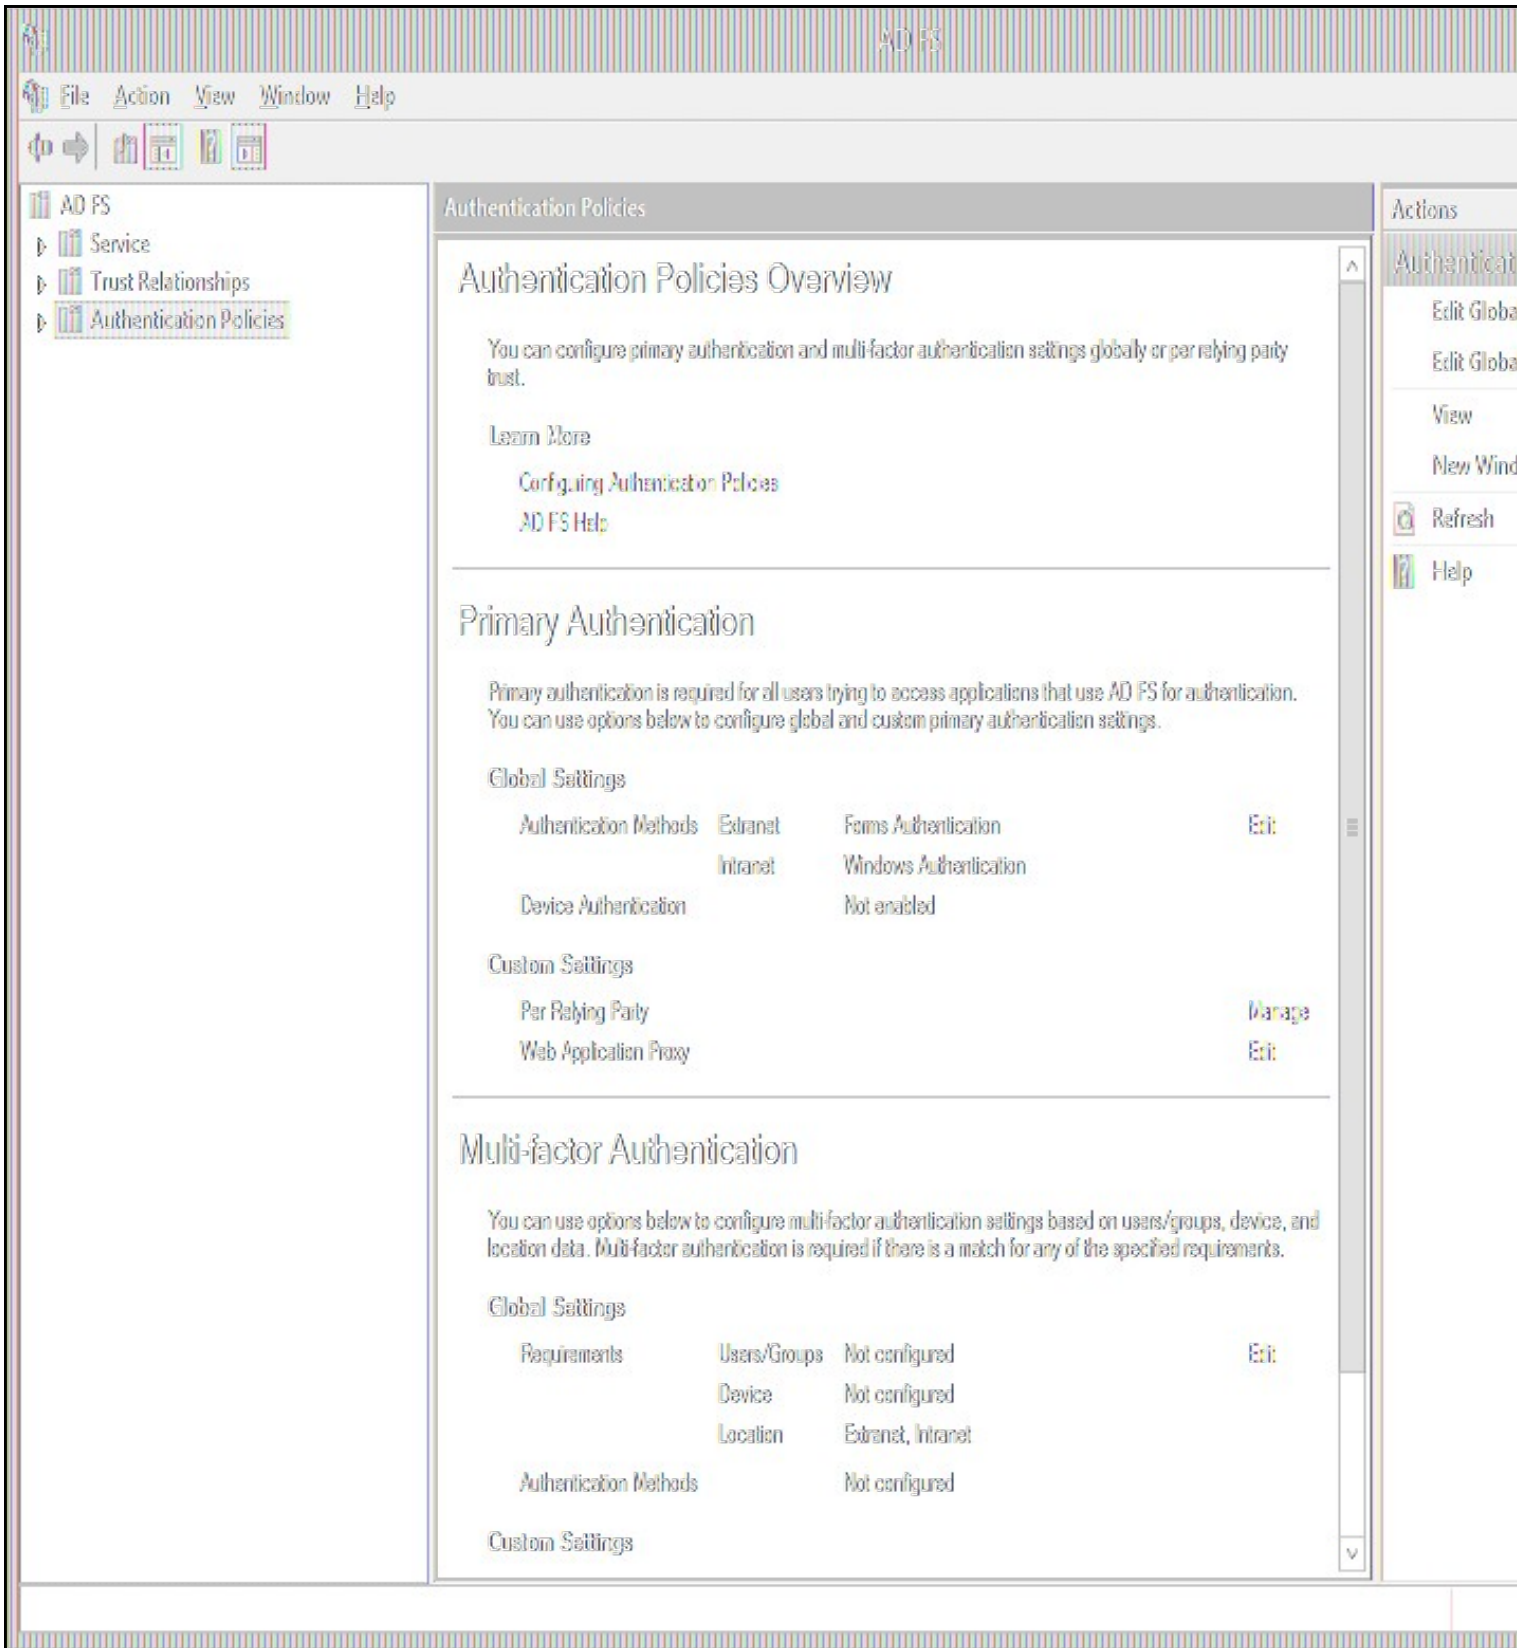 AD FS
File Action View Window Help
AD FS
Service
Trust Relationships
Authentication Policies
Authentication Policies
Authentication Policies Overview
You can configure primary authentication and multi-factor authentication settings globally or per relying party
trust.
Learn More
Configuring Authentication Policies
AD FS Help
Primary Authentication
Primary authentication is required for all users trying to access applications that use AD FS for authentication.
You can use options below to configure global and custom primary authentication settings.
Global Settings
Authentication Methods Extranet Forms Authentication Edit
Intranet Windows Authentication
Device Authentication Not enabled
Custom Settings
Per Relying Party Manage
Web Application Proxy Edit
Multi-factor Authentication
You can use options below to configure multi-factor authentication settings based on users/groups, device, and
location data. Multi-factor authentication is required if there is a match for any of the specified requirements.
Global Settings
Requirements Users/Groups Not configured Edit
Device Not configured
Location Extranet, Intranet
Authentication Methods Not configured
Custom Settings
Actions
Authenticat
Edit Globa
Edit Globa
View
New Wind
Refresh
Help